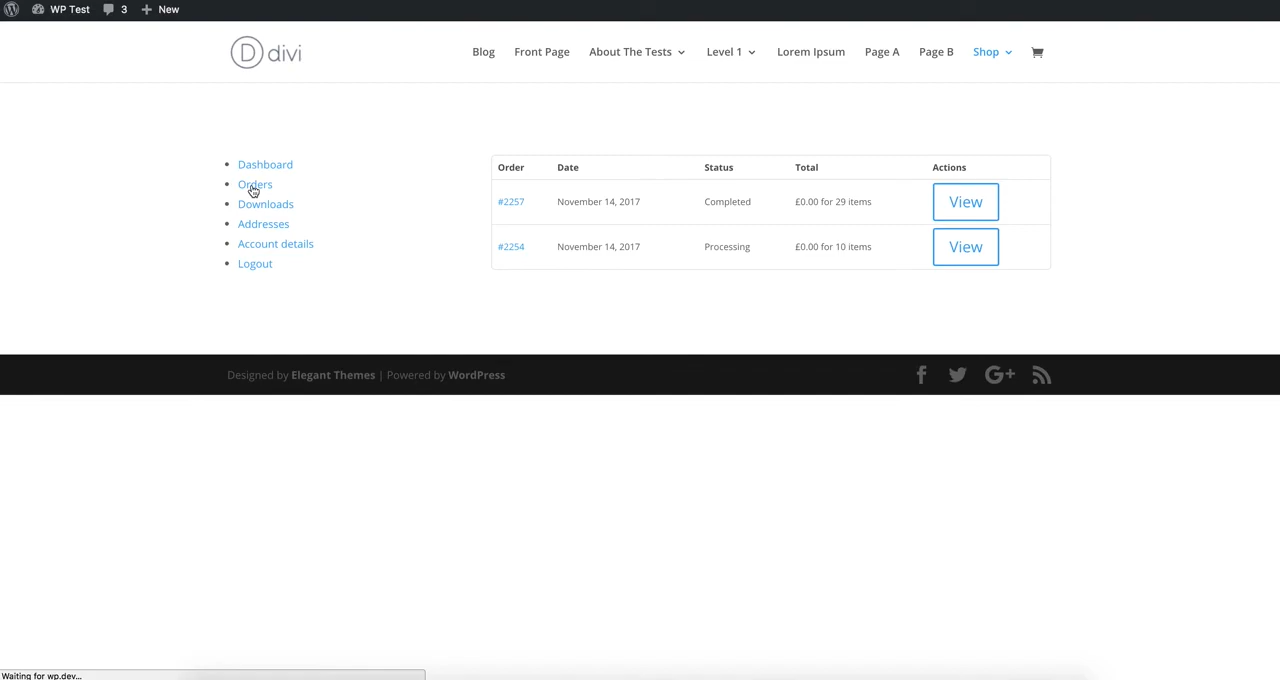 WP Test 3 New
divi
Blog Front Page About The Tests Level 1 Lorem Ipsum Page A Page B Shop
Dashboard
Orders
Downloads
Addresses
Account details
Logout
Order Date Status Total Actions
#2257 November 14, 2017 Completed £0.00 for 29 items View
#2254 November 14, 2017 Processing £0.00 for 10 items View
Designed by Elegant Themes | Powered by WordPress
Waiting for wp.dev...